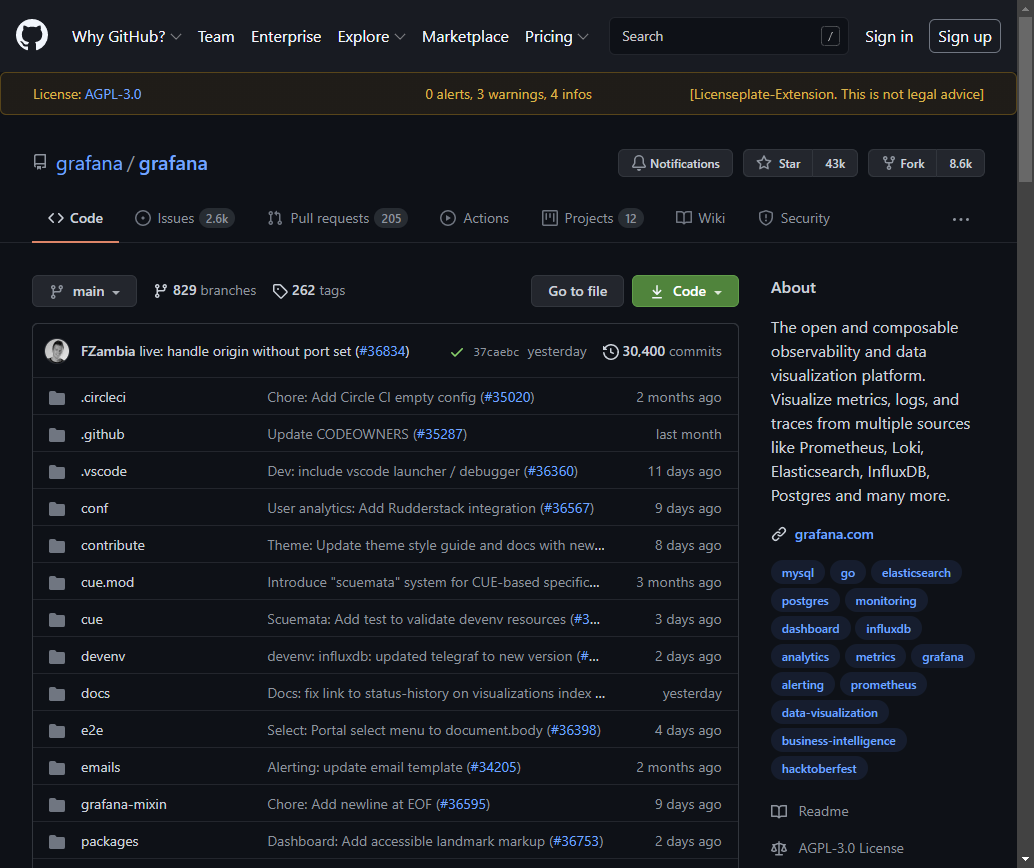 Why GitHub? Team Enterprise Explore Marketplace Pricing Search / Sign in Sign up
License: AGPL-3.0 0 alerts, 3 warnings, 4 infos [Licenseplate-Extension. This is not legal advice]
grafana / grafana Notifications Star 43k Fork 8.6k
Code Issues 2.6k Pull requests 205 Actions Projects 12 Wiki Security ...
main 829 branches 262 tags Go to file Code
FZambia live: handle origin without port set (#36834) 37caebc yesterday 30,400 commits
.circleci Chore: Add Circle CI empty config (#35020) 2 months ago
.github Update CODEOWNERS (#35287) last month
.vscode Dev: include vscode launcher / debugger (#36360) 11 days ago
conf User analytics: Add Rudderstack integration (#36567) 9 days ago
contribute Theme: Update theme style guide and docs with new... 8 days ago
cue.mod Introduce "scuemata" system for CUE-based specific... 3 months ago
cue Scuemata: Add test to validate devenv resources (#3... 3 days ago
devenv devenv: influxdb: updated telegraf to new version (#... 2 days ago
docs Docs: fix link to status-history on visualizations index ... yesterday
e2e Select: Portal select menu to document.body (#36398) 4 days ago
emails Alerting: update email template (#34205) 2 months ago
grafana-mixin Chore: Add newline at EOF (#36595) 9 days ago
packages Dashboard: Add accessible landmark markup (#36753) 2 days ago
About
The open and composable
observability and data
visualization platform.
Visualize metrics, logs, and
traces from multiple sources
like Prometheus, Loki,
Elasticsearch, InfluxDB,
Postgres and many more.
grafana.com
mysql go elasticsearch
postgres monitoring
dashboard influxdb
analytics metrics grafana
alerting prometheus
data-visualization
business-intelligence
hacktoberfest
Readme
AGPL-3.0 License